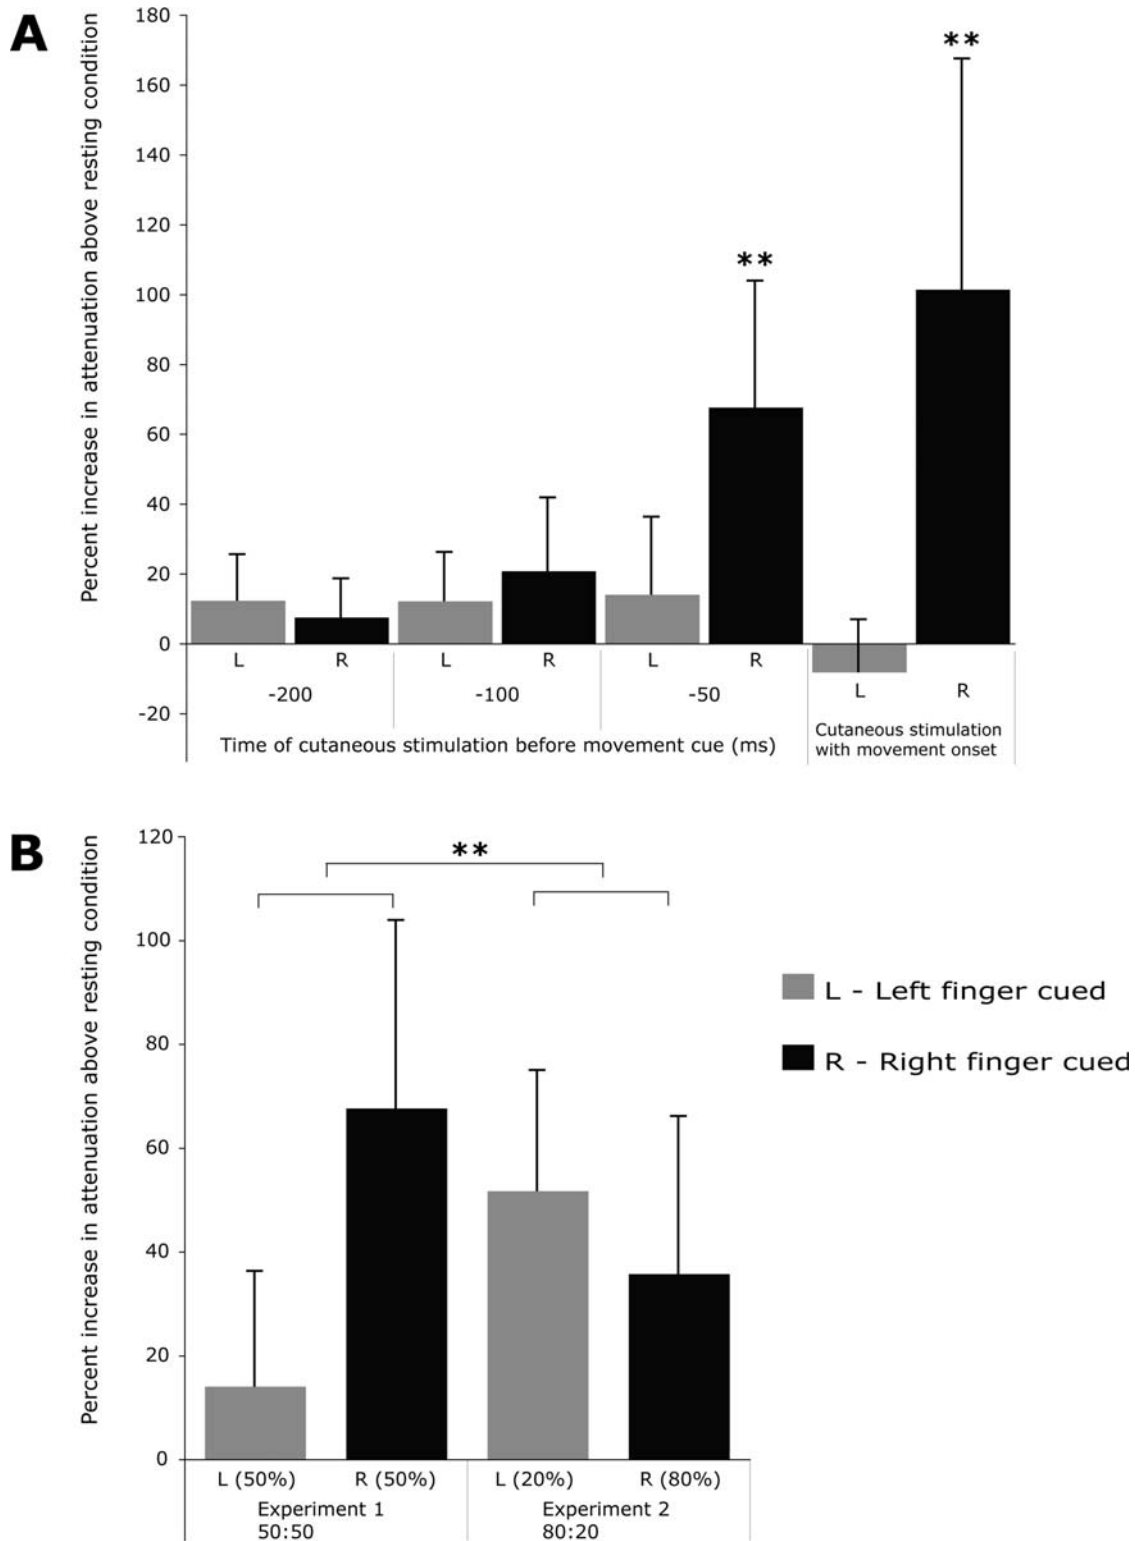 A
Percent increase in attenuation above resting condition
180
160
140
120
100
80
60
40
20
0
-20
**
**
L
R
L
R
L
R
L
R
-200
-100
-50
Time of cutaneous stimulation before movement cue (ms)
Cutaneous stimulation
with movement onset
B
Percent increase in attenuation above resting condition
120
100
80
60
40
20
0
**
L - Left finger cued
R - Right finger cued
L (50%)
R (50%)
L (20%)
R (80%)
Experiment 1
50:50
Experiment 2
80:20